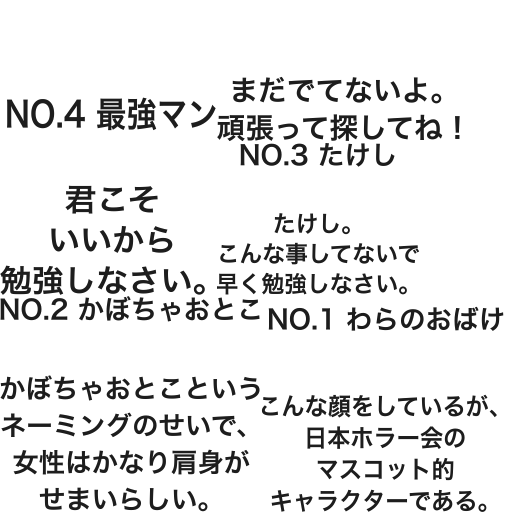 NO.4 最強マン
まだでてないよ。
頑張って探してね！
NO.3 たけし
君こそ
いいから
勉強しなさい。
たけし。
こんな事してないで
早く勉強しなさい。
NO.2 かぼちゃおとこ
NO.1 わらのおばけ
かぼちゃおとこという
ネーミングのせいで、
女性はかなり肩身が
せまいらしい。
こんな顔をしているが、
日本ホラー会の
マスコット的
キャラクターである。